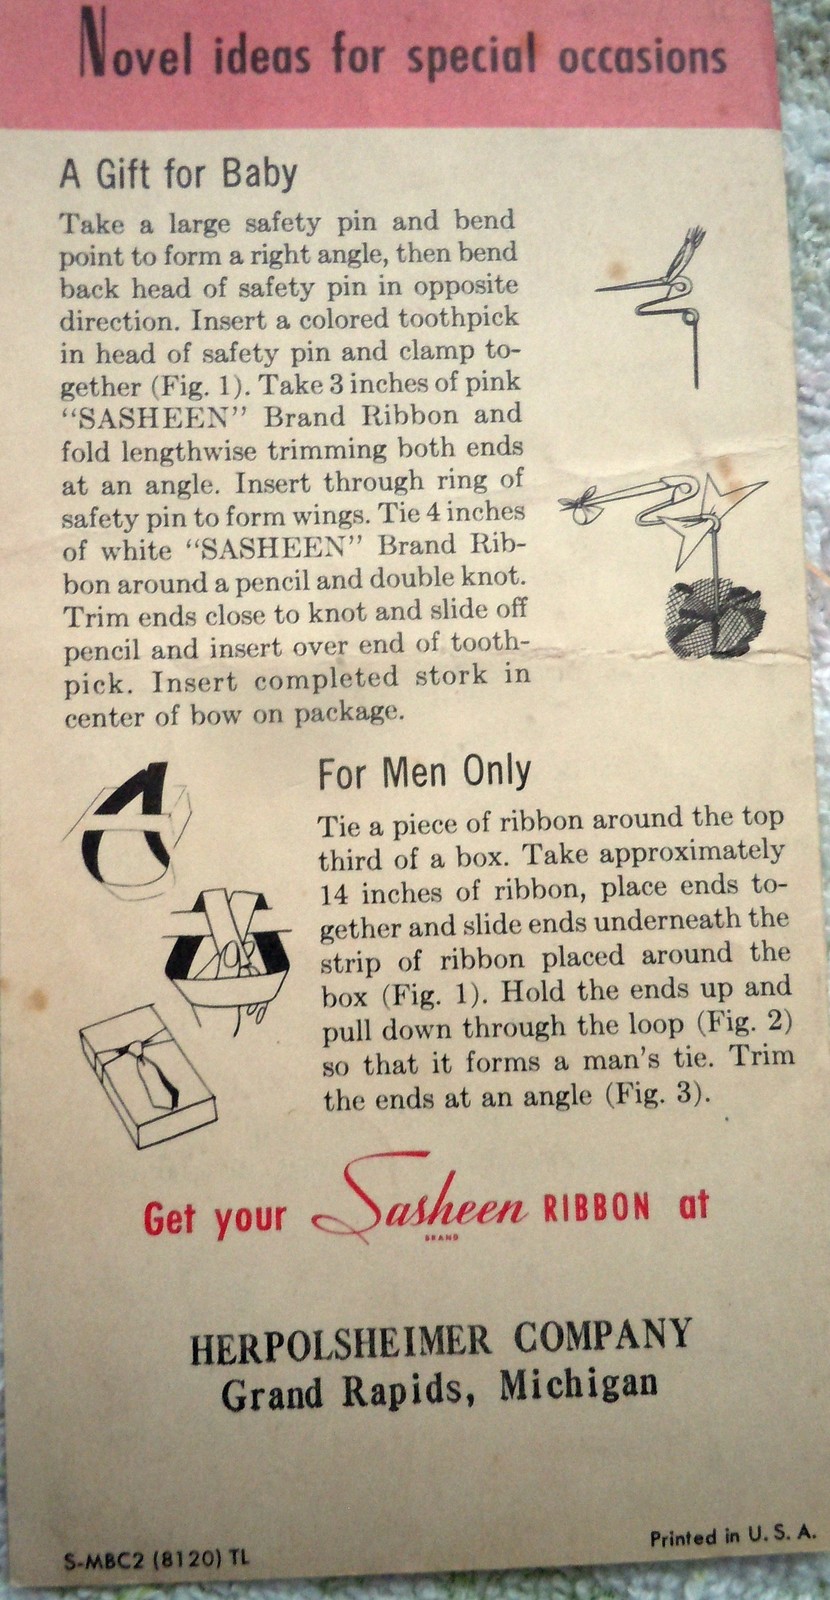 Novel ideas for special occasions
A Gift for Baby
Take a large safety pin and bend
point to form a right angle, then bend
back head of safety pin in opposite
direction. Insert a colored toothpick
in head of safety pin and clamp to-
gether (Fig. 1). Take 3 inches of pink
“SASHEEN” Brand Ribbon and
fold lengthwise trimming both ends
at an angle. Insert through ring of
safety pin to form wings. Tie 4 inches
of white “SASHEEN” Brand Rib-
bon around a pencil and double knot.
Trim ends close to knot and slide off
pencil and insert over end of tooth-
pick. Insert completed stork in
center of bow on package.
For Men Only
Tie a piece of ribbon around the top
third of a box. Take approximately
14 inches of ribbon, place ends to-
gether and slide ends underneath the
strip of ribbon placed around the
box (Fig. 1). Hold the ends up and
pull down through the loop (Fig. 2)
so that it forms a man's tie. Trim
the ends at an angle (Fig. 3).
Get your Sasheen RIBBON at
BRAND
HERPOLSHEIMER COMPANY
Grand Rapids, Michigan
Printed in U. S. A.
S-MBC2 (8120) TL